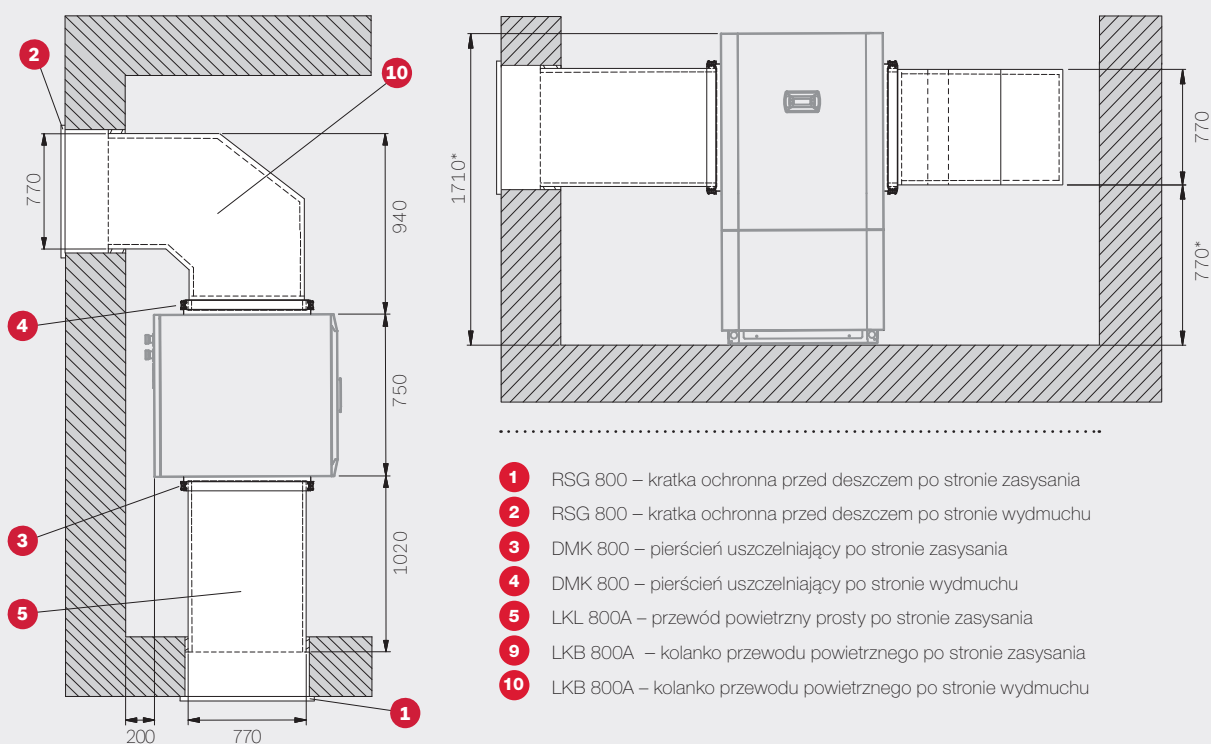 2
10
770
940
4
750
3
1020
5
1
200
770
1710*
770
770*
1 RSG 800 – kratka ochronna przed deszczem po stronie zasysania
2 RSG 800 – kratka ochronna przed deszczem po stronie wydmuchu
3 DMK 800 – pierścień uszczelniający po stronie zasysania
4 DMK 800 – pierścień uszczelniający po stronie wydmuchu
5 LKL 800A – przewód powietrzny prosty po stronie zasysania
9 LKB 800A – kolanko przewodu powietrznego po stronie zasysania
10 LKB 800A – kolanko przewodu powietrznego po stronie wydmuchu